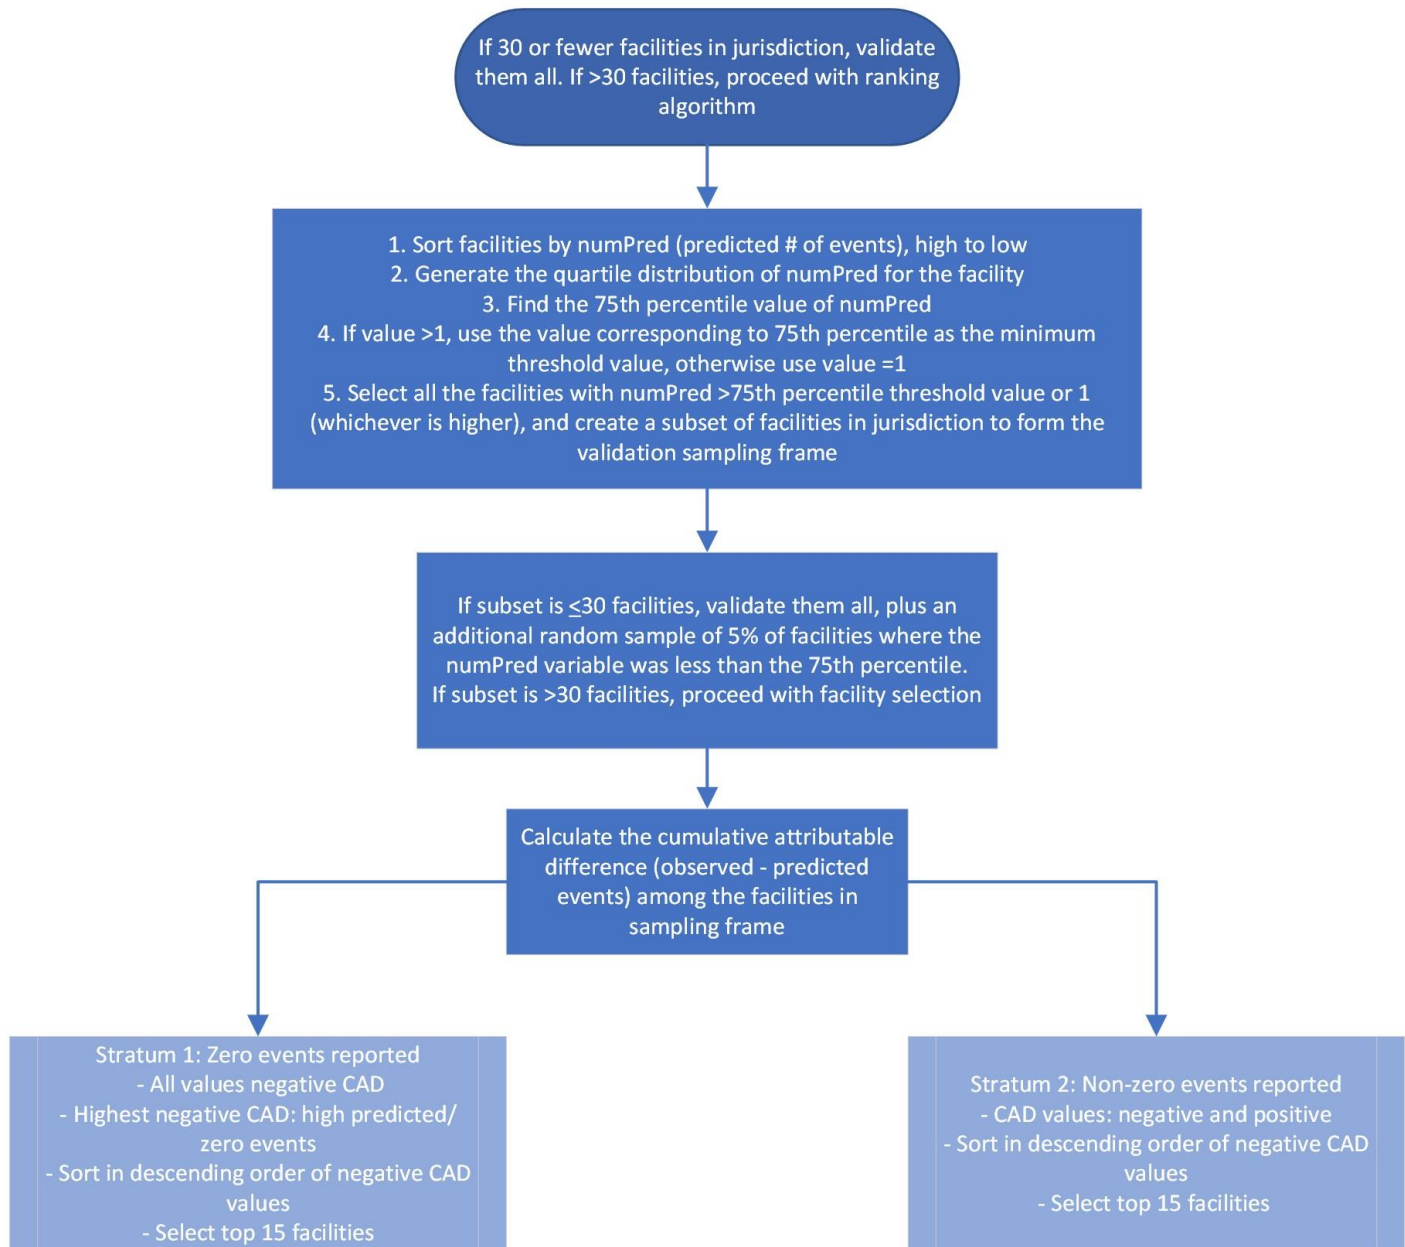 If 30 or fewer facilities in jurisdiction, validate
them all. If >30 facilities, proceed with ranking
algorithm
1. Sort facilities by numPred (predicted # of events), high to low
2. Generate the quartile distribution of numPred for the facility
3. Find the 75th percentile value of numPred
4. If value >1, use the value corresponding to 75th percentile as the minimum
threshold value, otherwise use value =1
5. Select all the facilities with numPred >75th percentile threshold value or 1
(whichever is higher), and create a subset of facilities in jurisdiction to form the
validation sampling frame
If subset is ≤30 facilities, validate them all, plus an
additional random sample of 5% of facilities where the
numPred variable was less than the 75th percentile.
If subset is >30 facilities, proceed with facility selection
Calculate the cumulative attributable
difference (observed - predicted
events) among the facilities in
sampling frame
Stratum 1: Zero events reported
- All values negative CAD
- Highest negative CAD: high predicted/
zero events
- Sort in descending order of negative CAD
values
- Select top 15 facilities
Stratum 2: Non-zero events reported
- CAD values: negative and positive
- Sort in descending order of negative CAD
values
- Select top 15 facilities